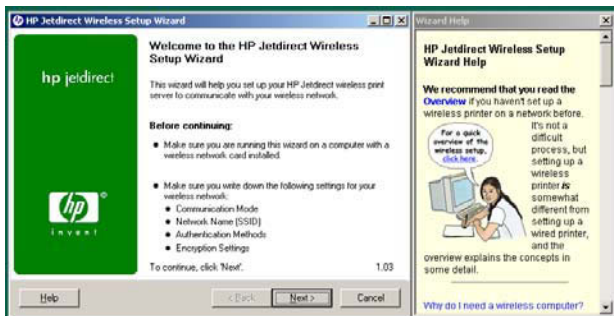 HP Jetdirect Wireless Setup Wizard
hp jetdirect
hp
invent
Welcome to the HP Jetdirect Wireless
Setup Wizard
This wizard will help you set up your HP Jetdirect wireless print
server to communicate with your wireless network.
Before continuing:
Make sure you are running this wizard on a computer with a
wireless network card installed.
Make sure you write down the following settings for your
wireless network:
Communication Mode
Network Name (SSID)
Authentication Methods
Encryption Settings
To continue, click 'Next'.
1.03
Help
< Back
Next >
Cancel
Wizard Help
HP Jetdirect Wireless Setup
Wizard Help
We recommend that you read the
Overview if you haven't set up a
wireless printer on a network before.
For a quick
overview of the
wireless setup,
click here.
It's not a
difficult
process, but
setting up a
wireless
printer is
somewhat
different from
setting up a
wired printer,
and the
overview explains the concepts in
some detail.
Why do I need a wireless computer?